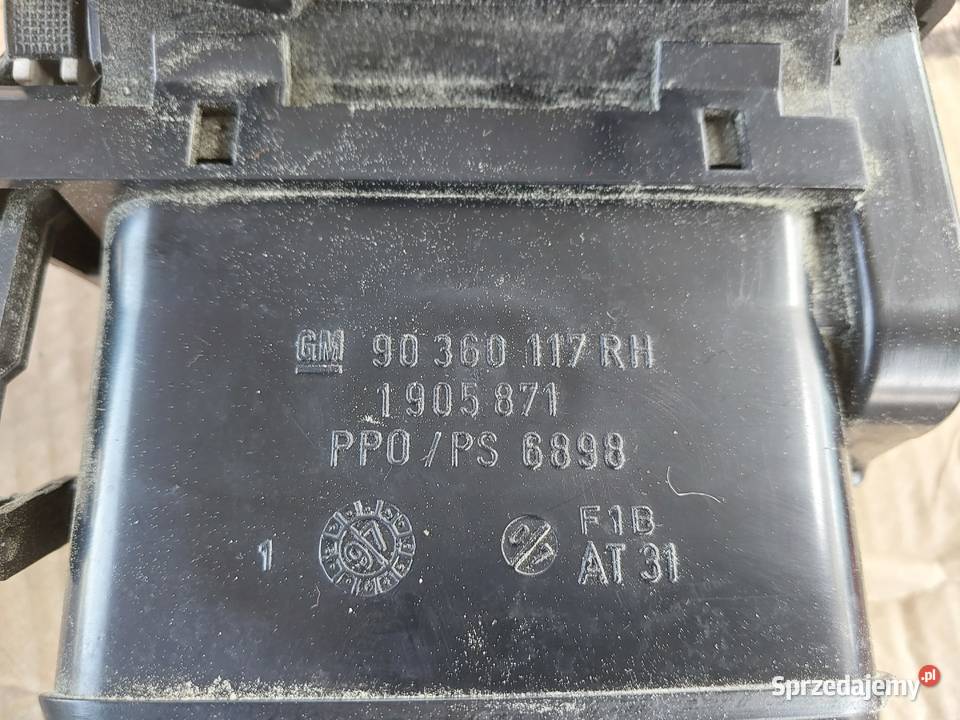 GM 90 360 117 RH
1905 871
PPO/PS 6898
F1B
1
AT 31
Sprzedajemy.pl